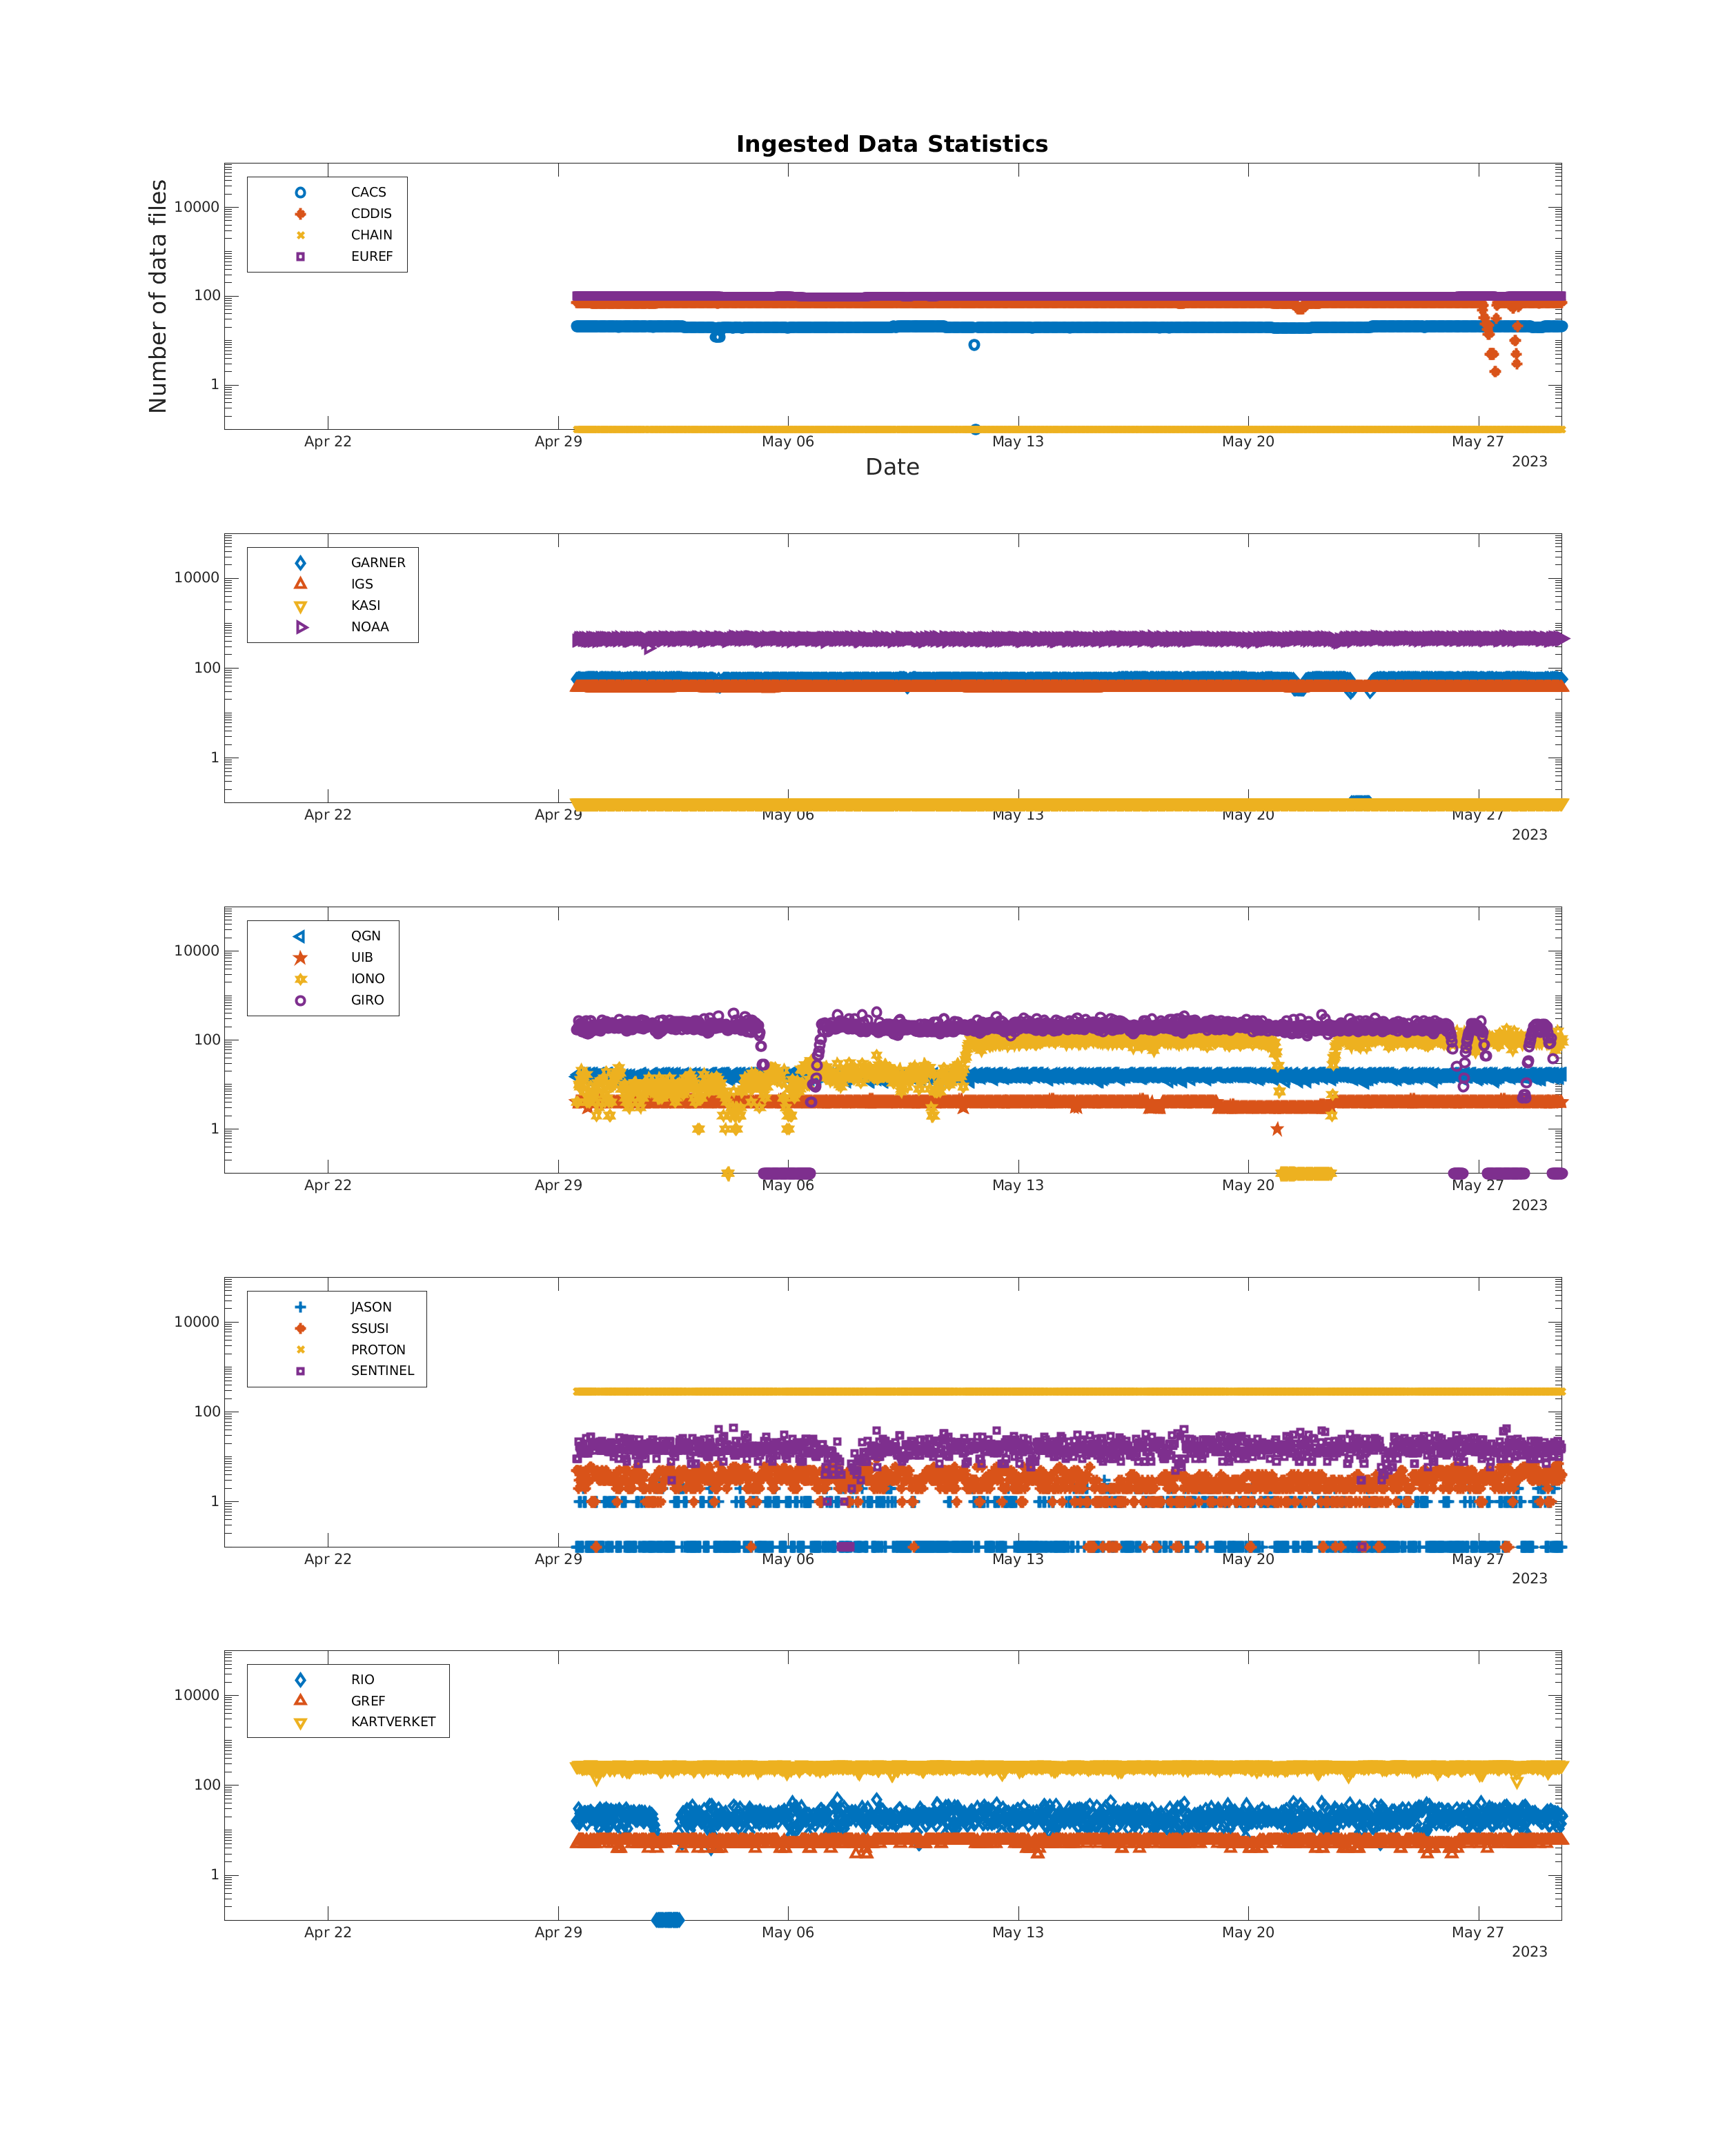 Ingested Data Statistics
Number of data files
CACS
CDDIS
CHAIN
EUREF
10000
100
1
Apr 22 Apr 29 May 06 May 13 May 20 May 27
2023
Date
GARNER
IGS
KASI
NOAA
10000
100
1
Apr 22 Apr 29 May 06 May 13 May 20 May 27
2023
QGN
UIB
IONO
GIRO
10000
100
1
Apr 22 Apr 29 May 06 May 13 May 20 May 27
2023
JASON
SSUSI
PROTON
SENTINEL
10000
100
1
Apr 22 Apr 29 May 06 May 13 May 20 May 27
2023
RIO
GREF
KARTVERKET
10000
100
1
Apr 22 Apr 29 May 06 May 13 May 20 May 27
2023